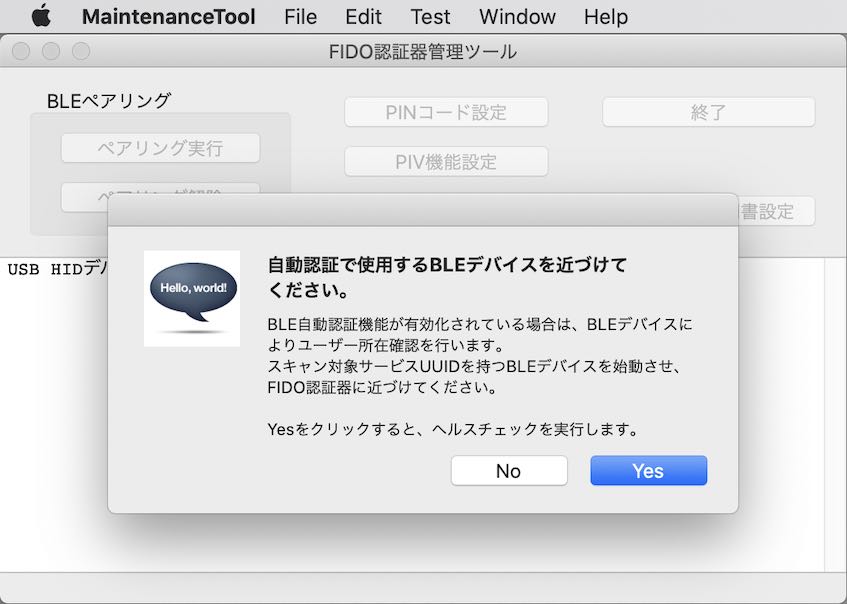 MaintenanceTool File Edit Test Window Help
FIDO認証器管理ツール
BLEペアリング
PINコード設定
終了
ペアリング実行
PIV機能設定
ペアリング解除
書設定
USB HIDデバ
Hello, world!
自動認証で使用するBLEデバイスを近づけて
ください。
BLE自動認証機能が有効化されている場合は、BLEデバイスに
よりユーザー所在確認を行います。
スキャン対象サービスUUIDを持つBLEデバイスを始動させ、
FIDO認証器に近づけてください。
Yesをクリックすると、ヘルスチェックを実行します。
No
Yes